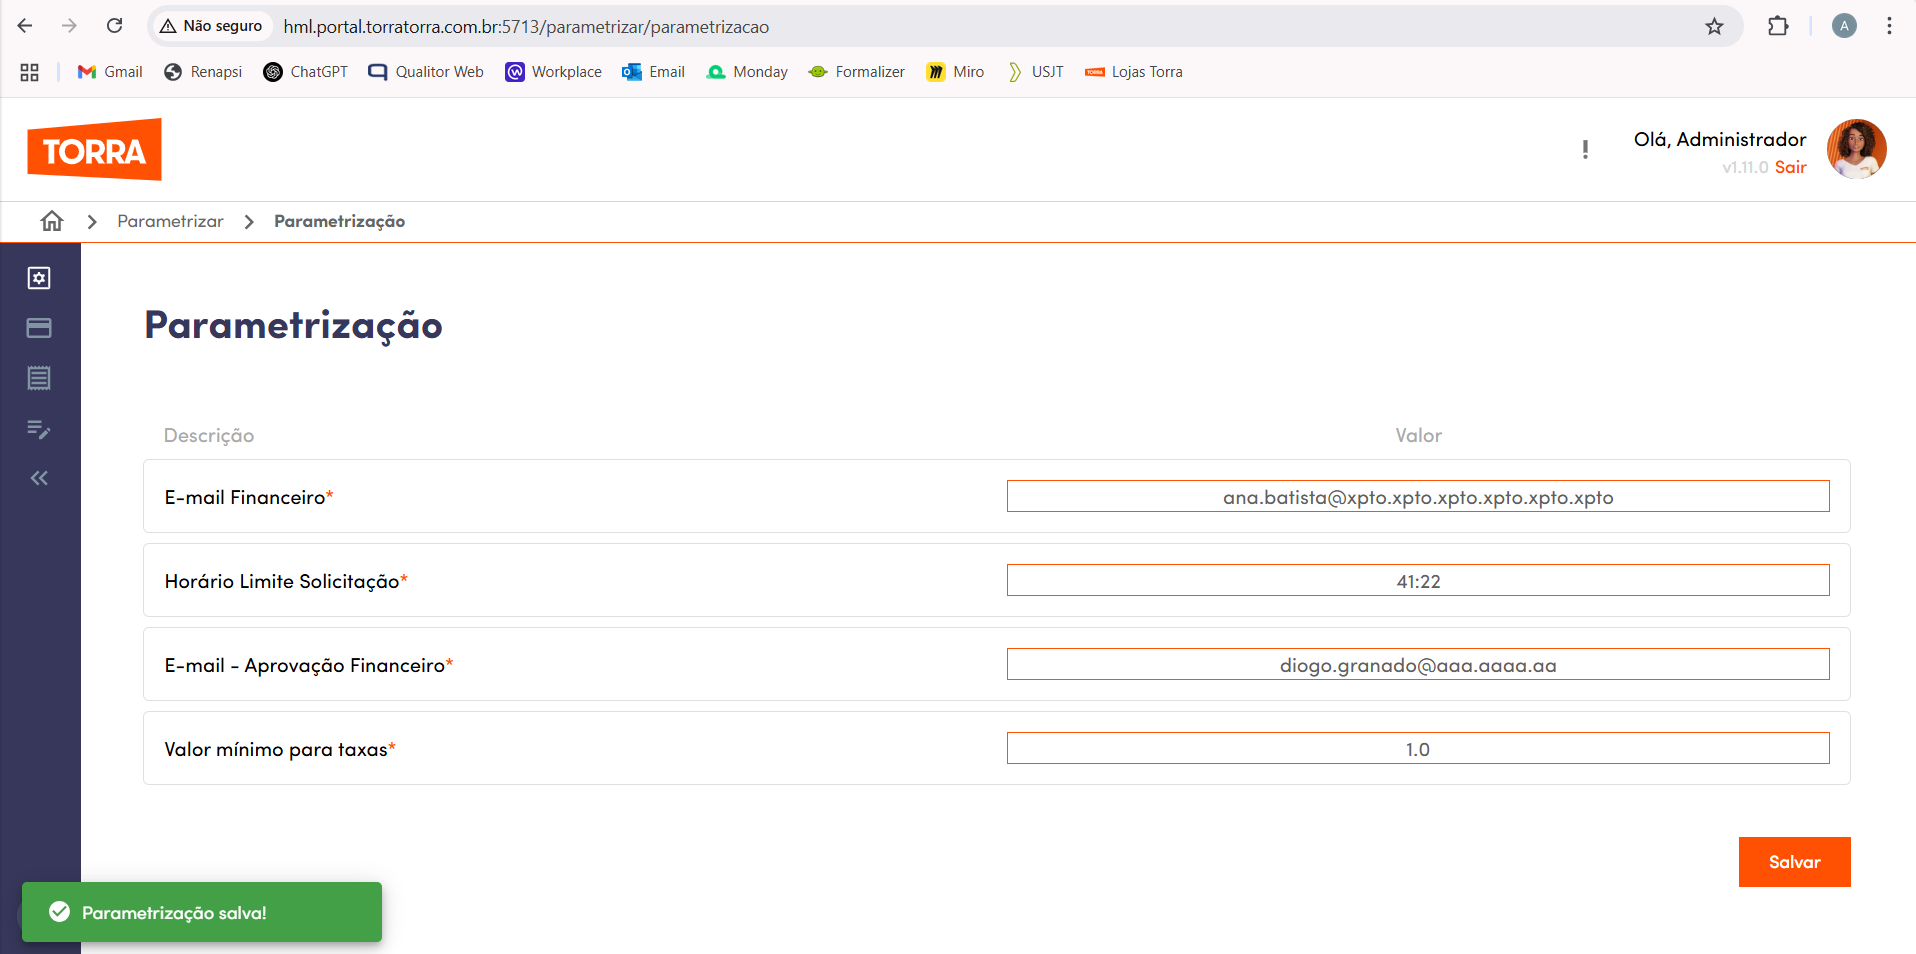 Não seguro hml.portal.torratorra.com.br:5713/parametrizar/parametrizacao A
Gmail Renapsi ChatGPT Qualitor Web Workplace Email Monday Formalizer Miro USJT Lojas Torra
TORRA
Olá, Administrador
v1.11.0 Sair
Parametrizar Parametrização
Parametrização
Descrição Valor
E-mail Financeiro* ana.batista@xpto.xpto.xpto.xpto.xpto.xpto
Horário Limite Solicitação* 41:22
E-mail - Aprovação Financeiro* diogo.granado@aaa.aaaa.aa
Valor mínimo para taxas* 1.0
Salvar
Parametrização salva!